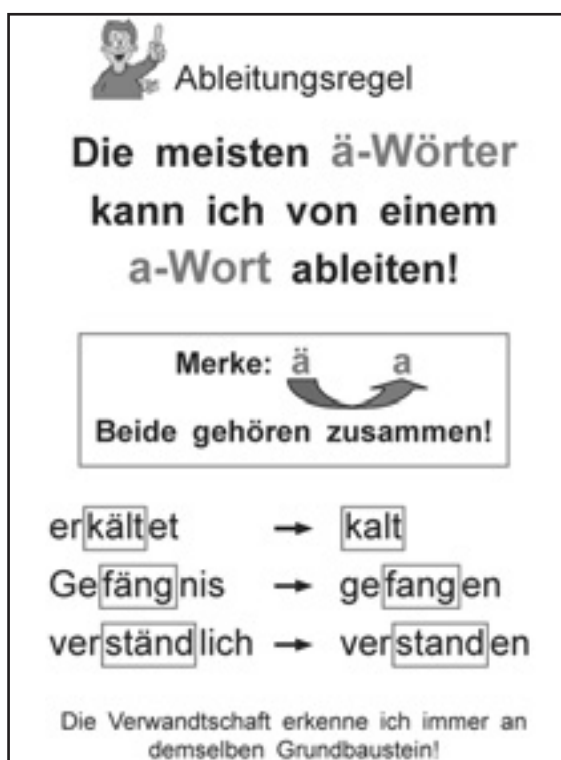 Ableitungsregel
Die meisten ä-Wörter
kann ich von einem
a-Wort ableiten!
Merke: ä a
Beide gehören zusammen!
erkältet → kalt
Gefängnis → gefangen
verständlich → verstanden
Die Verwandtschaft erkenne ich immer an
demselben Grundbaustein!